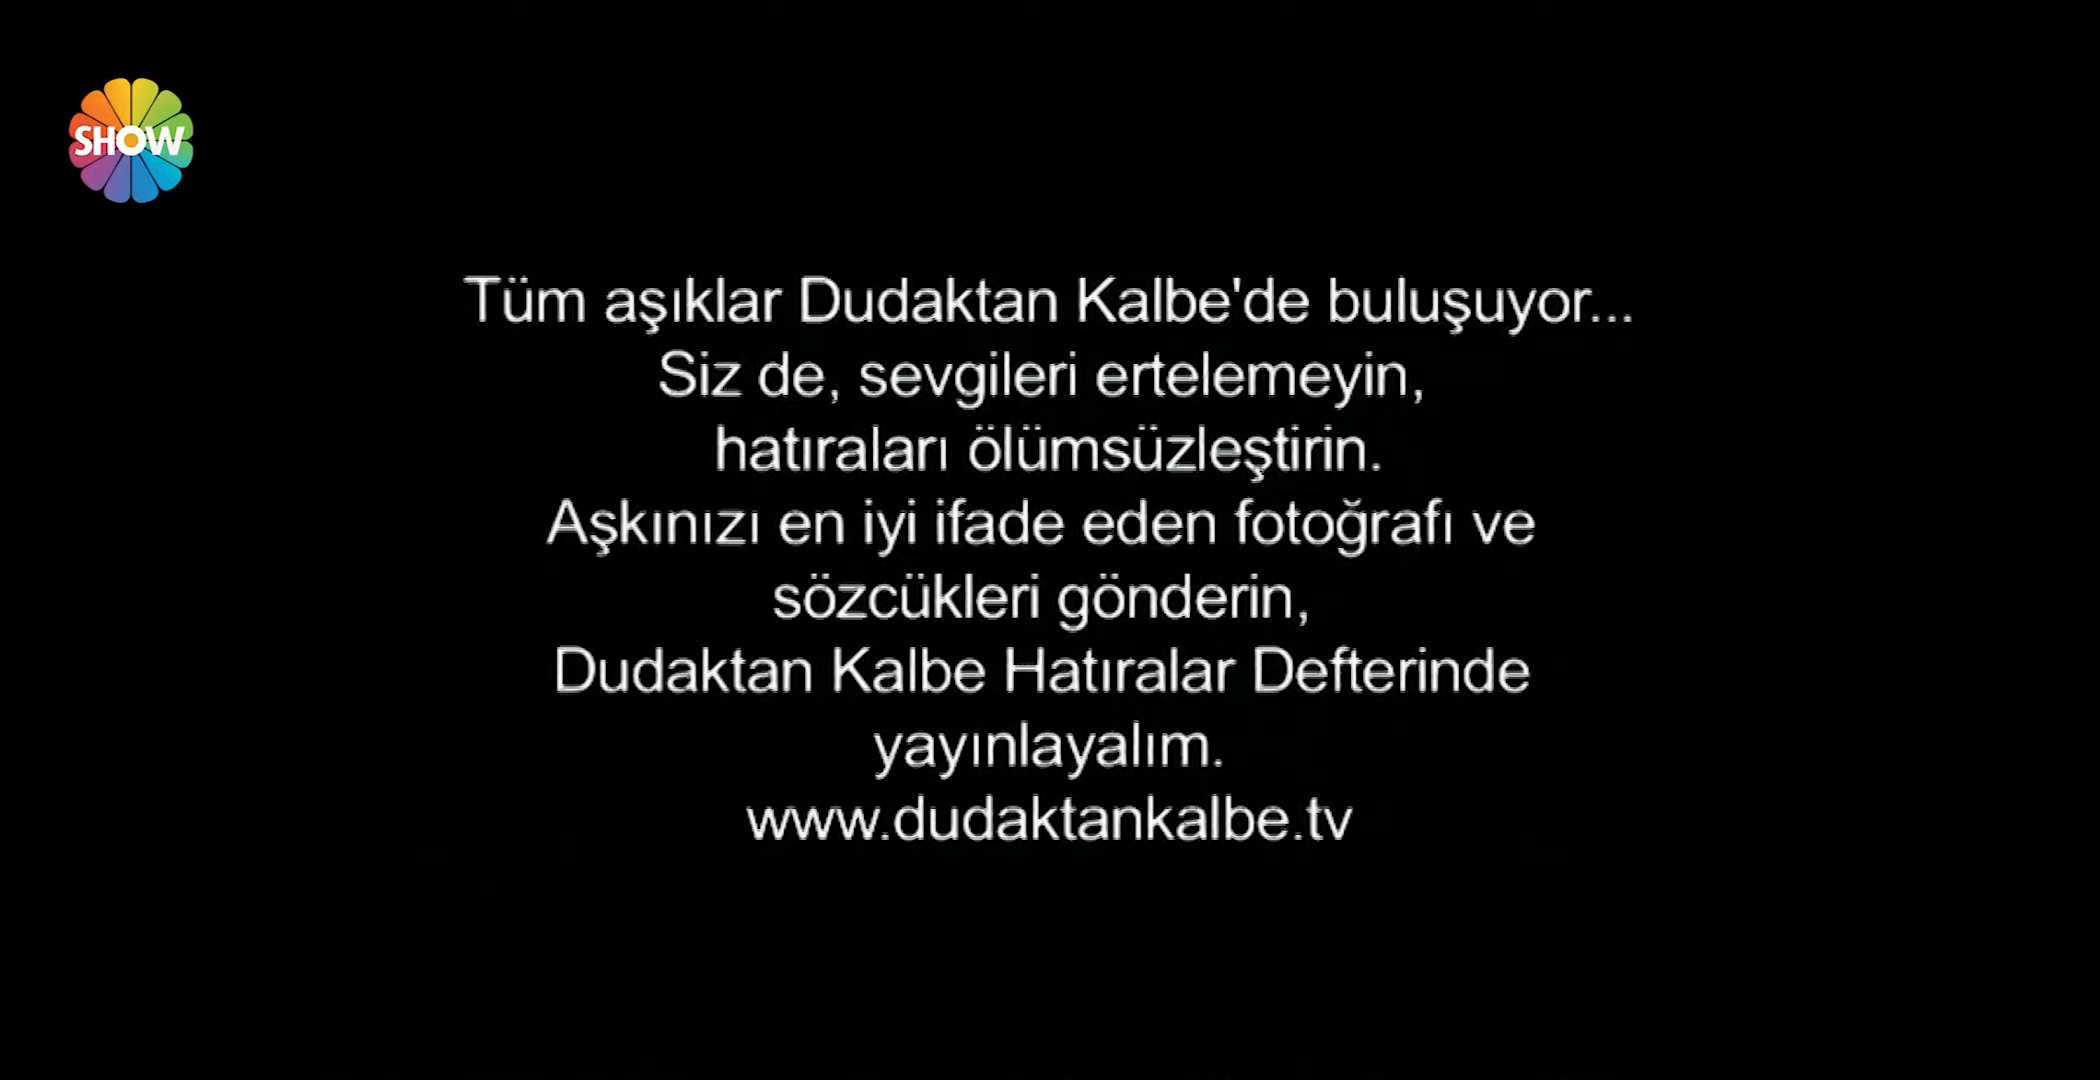 SHOW
Tüm aşıklar Dudaktan Kalbe'de buluşuyor...
Siz de, sevgileri ertelemeyin,
hatıraları ölümsüzleştirin.
Aşkınızı en iyi ifade eden fotoğrafı ve
sözcükleri gönderin,
Dudaktan Kalbe Hatıralar Defterinde
yayınlayalım.
www.dudaktankalbe.tv